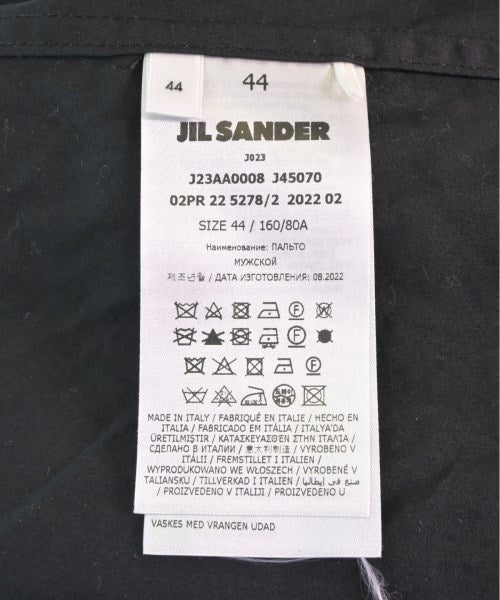 44
44
JIL SANDER
J023
J23AA0008 J45070
02PR 22 5278/2 2022 02
SIZE 44 / 160/80A
Наименование: ПАЛЬТО
МУЖСКОЙ
제조년월 / ДАТА ИЗГОТОВЛЕНИЯ: 08.2022
MADE IN ITALY / FABRIQUÉ EN ITALIE / HECHO EN
ITALIA / FABRICADO EM ITÁLIA / ITALYA'DA
ÜRETILMIŞTIR / ΚΑΤΑΣΚΕΥΑΣΘΕΝ ΣΤΗΝ ΙΤΑΛΙΑ /
СДЕЛАНО В ИТАЛИИ / 意大利制造 / VYROBENO V
ITÁLII / FREMSTILLET I ITALIEN /
WYPRODUKOWANO WE WŁOSZECH / VYROBENÉ V
TALIANSKU / TILLVERKAD I ITALIEN / صنع في إيطاليا
/ PROIZVEDENO V ITALIJI / PROIZVEDENO U
VASKES MED VRANGEN UDAD